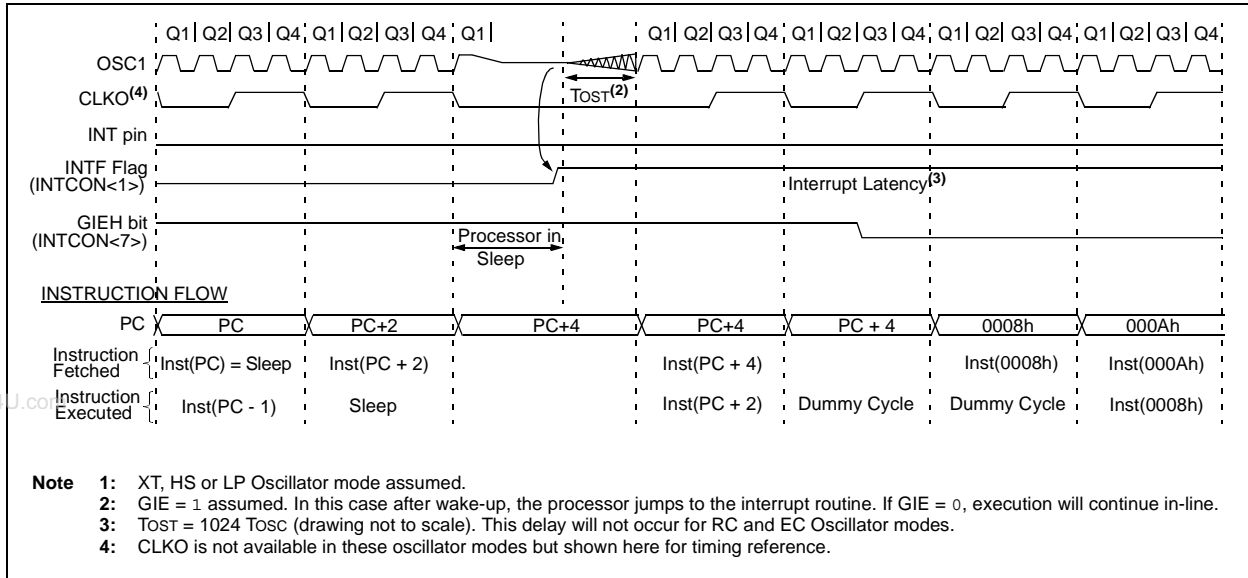 Q1 Q2 Q3 Q4 Q1 Q2 Q3 Q4 Q1 Q1 Q2 Q3 Q4 Q1 Q2 Q3 Q4 Q1 Q2 Q3 Q4 Q1 Q2 Q3 Q4
OSC1
TOST(2)
CLKO(4)
INT pin
INTF Flag
(INTCON<1>)
Interrupt Latency(3)
GIEH bit
(INTCON<7>)
Processor in
Sleep
INSTRUCTION FLOW
PC PC PC+2 PC+4 PC+4 PC + 4 0008h 000Ah
Instruction
Fetched
Inst(PC) = Sleep Inst(PC + 2) Inst(PC + 4) Inst(0008h) Inst(000Ah)
4U.com
Instruction
Executed
Inst(PC - 1) Sleep Inst(PC + 2) Dummy Cycle Dummy Cycle Inst(0008h)
Note 1: XT, HS or LP Oscillator mode assumed.
2: GIE = 1 assumed. In this case after wake-up, the processor jumps to the interrupt routine. If GIE = 0, execution will continue in-line.
3: TOST = 1024 TOSC (drawing not to scale). This delay will not occur for RC and EC Oscillator modes.
4: CLKO is not available in these oscillator modes but shown here for timing reference.